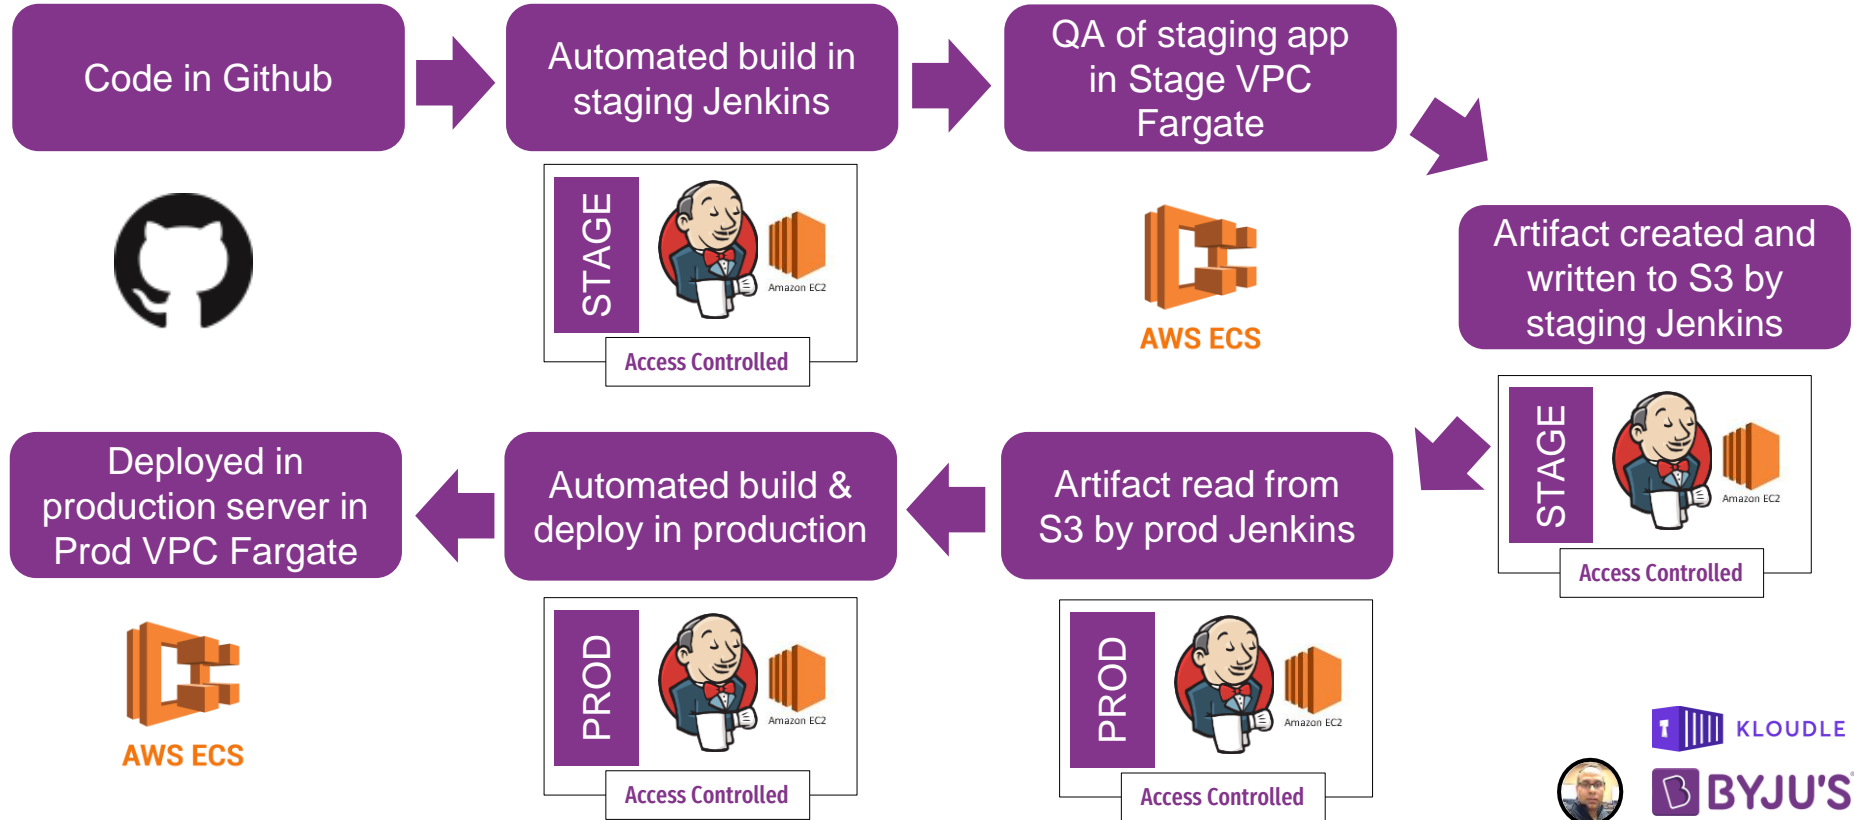 Code in Github
Automated build in
staging Jenkins
QA of staging app
in Stage VPC
Fargate
STAGE
Amazon EC2
Access Controlled
AWS ECS
Artifact created and
written to S3 by
staging Jenkins
STAGE
Amazon EC2
Access Controlled
Artifact read from
S3 by prod Jenkins
PROD
Amazon EC2
Access Controlled
Automated build &
deploy in production
PROD
Amazon EC2
Access Controlled
Deployed in
production server in
Prod VPC Fargate
AWS ECS
KLOUDLE
BYJU'S